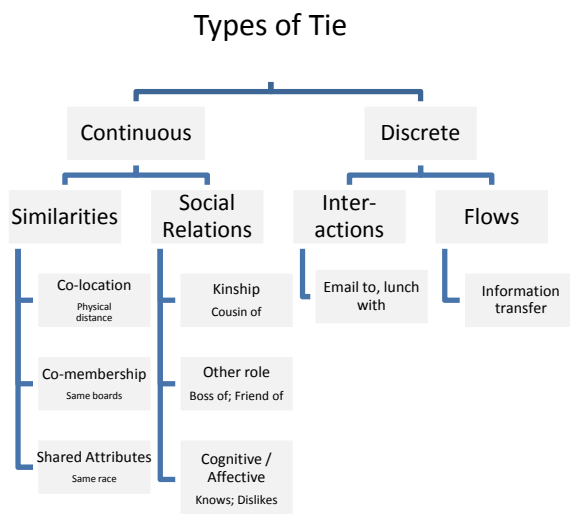 Types of Tie
Continuous
Discrete
Similarities
Social
Relations
Inter-
actions
Flows
Co-location
Physical
distance
Kinship
Cousin of
Email to, lunch
with
Information
transfer
Co-membership
Same boards
Other role
Boss of; Friend of
Shared Attributes
Same race
Cognitive /
Affective
Knows; Dislikes